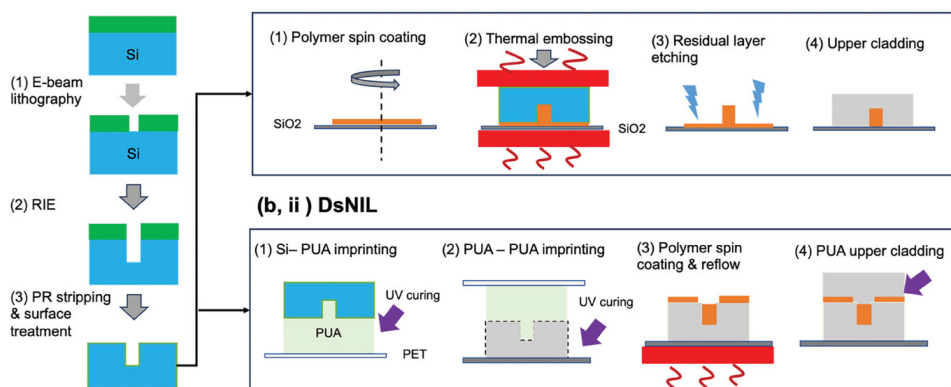 Si
(1) E-beam
lithography
Si
(2) RIE
(3) PR stripping
& surface
treatment
(1) Polymer spin coating
SiO2
(2) Thermal embossing
SiO2
(3) Residual layer
etching
(4) Upper cladding
(b, ii ) DsNIL
(1) Si– PUA imprinting
UV curing
PUA
PET
(2) PUA – PUA imprinting
UV curing
(3) Polymer spin
coating & reflow
(4) PUA upper cladding